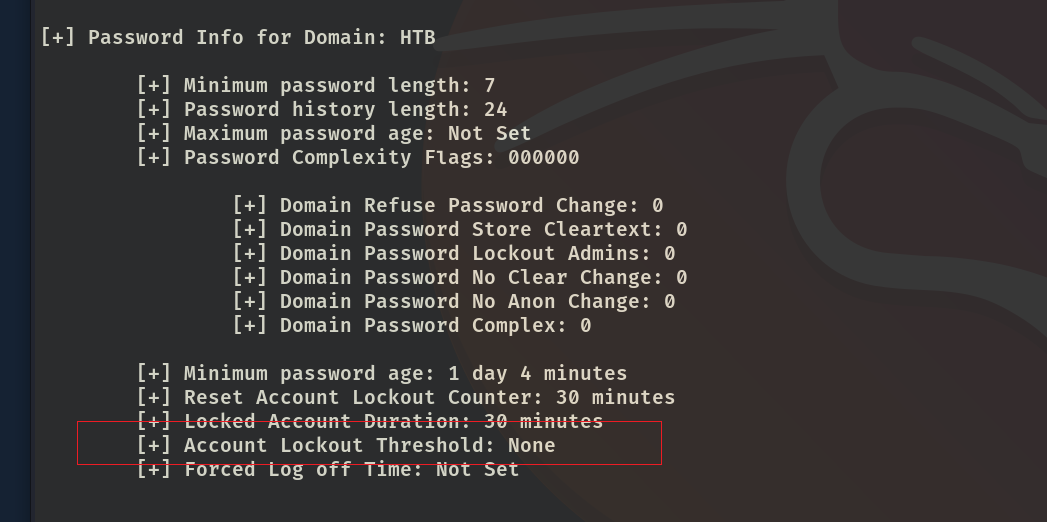 [+] Password Info for Domain: HTB
[+] Minimum password length: 7
[+] Password history length: 24
[+] Maximum password age: Not Set
[+] Password Complexity Flags: 000000
[+] Domain Refuse Password Change: 0
[+] Domain Password Store Cleartext: 0
[+] Domain Password Lockout Admins: 0
[+] Domain Password No Clear Change: 0
[+] Domain Password No Anon Change: 0
[+] Domain Password Complex: 0
[+] Minimum password age: 1 day 4 minutes
[+] Reset Account Lockout Counter: 30 minutes
[+] Locked Account Duration: 30 minutes
[+] Account Lockout Threshold: None
[+] Forced Log off Time: Not Set